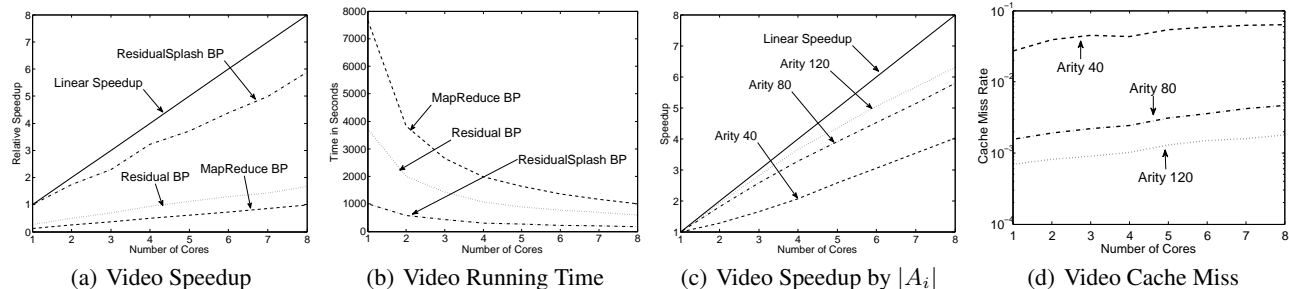 8
7
6
5
4
3
2
1
0
Relative Speedup
ResidualSplash BP
Linear Speedup
Residual BP
MapReduce BP
1 2 3 4 5 6 7 8
Number of Cores
(a) Video Speedup
8000
7000
6000
5000
4000
3000
2000
1000
0
Time in Seconds
MapReduce BP
Residual BP
ResidualSplash BP
1 2 3 4 5 6 7 8
Number of Cores
(b) Video Running Time
8
7
6
5
4
3
2
1
Speedup
Linear Speedup
Arity 120
Arity 80
Arity 40
1 2 3 4 5 6 7 8
Number of Cores
(c) Video Speedup by |A_i|
10^-1
10^-2
10^-3
10^-4
Cache Miss Rate
Arity 40
Arity 80
Arity 120
1 2 3 4 5 6 7 8
Number of Cores
(d) Video Cache Miss